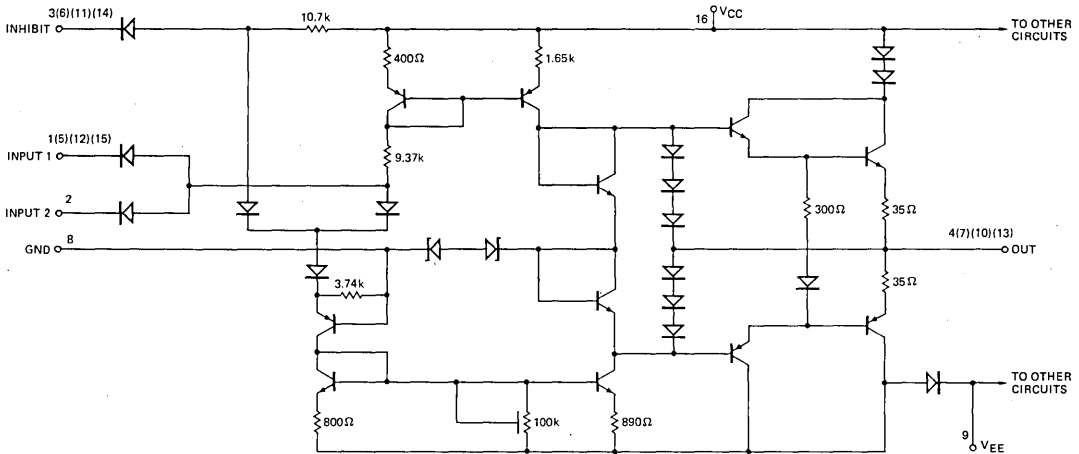 3(6)(11)(14)
INHIBIT
10.7k
16
VCC
TO OTHER
CIRCUITS
400Ω
1.65k
1(5)(12)(15)
INPUT 1
9.37k
2
INPUT 2
300Ω
35Ω
8
GND
4(7)(10)(13)
OUT
3.74k
35Ω
TO OTHER
CIRCUITS
800Ω
100k
890Ω
9
VEE